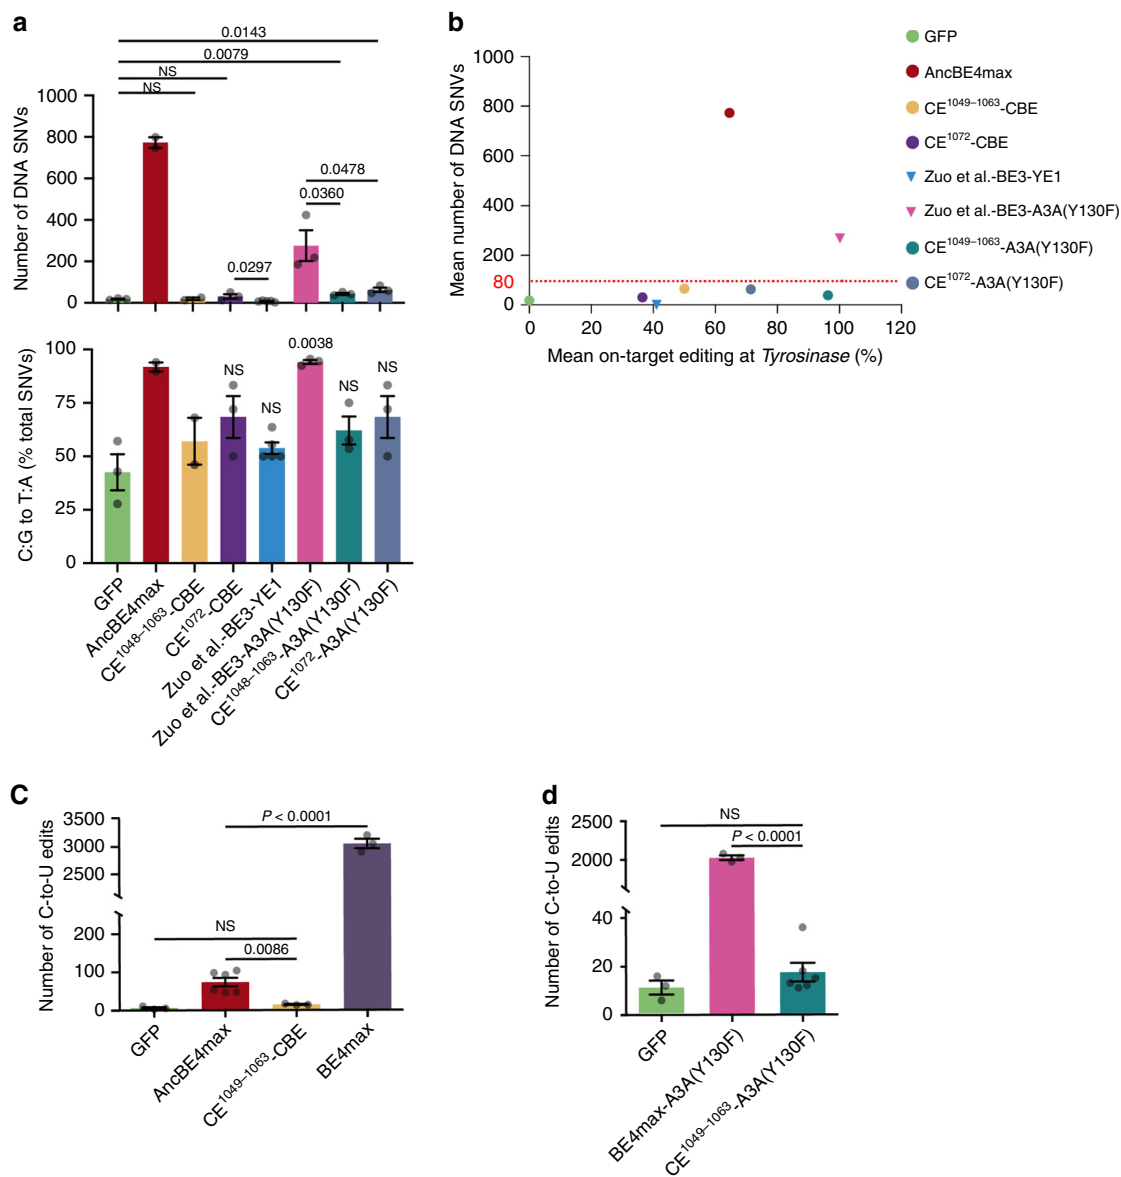 a
0.0143
0.0079
NS
NS
1000
800
600
400
200
0
Number of DNA SNVs
0.0297
0.0478
0.0360
100
75
50
25
0
C:G to T:A (% total SNVs)
NS
NS
0.0038
NS
NS
GFP
AncBE4max
CE1048–1063-CBE
CE1072-CBE
Zuo et al.-BE3-YE1
Zuo et al.-BE3-A3A(Y130F)
CE1048–1063-A3A(Y130F)
CE1072-A3A(Y130F)
b
1000
800
600
400
200
80
0
Mean number of DNA SNVs
0 20 40 60 80 100 120
Mean on-target editing at Tyrosinase (%)
GFP
AncBE4max
CE1049–1063-CBE
CE1072-CBE
Zuo et al.-BE3-YE1
Zuo et al.-BE3-A3A(Y130F)
CE1049–1063-A3A(Y130F)
CE1072-A3A(Y130F)
C
3500
3000
2500
200
100
0
Number of C-to-U edits
P < 0.0001
NS
0.0086
GFP
AncBE4max
CE1049–1063-CBE
BE4max
d
2500
2000
40
20
0
Number of C-to-U edits
NS
P < 0.0001
GFP
BE4max-A3A(Y130F)
CE1049–1063-A3A(Y130F)